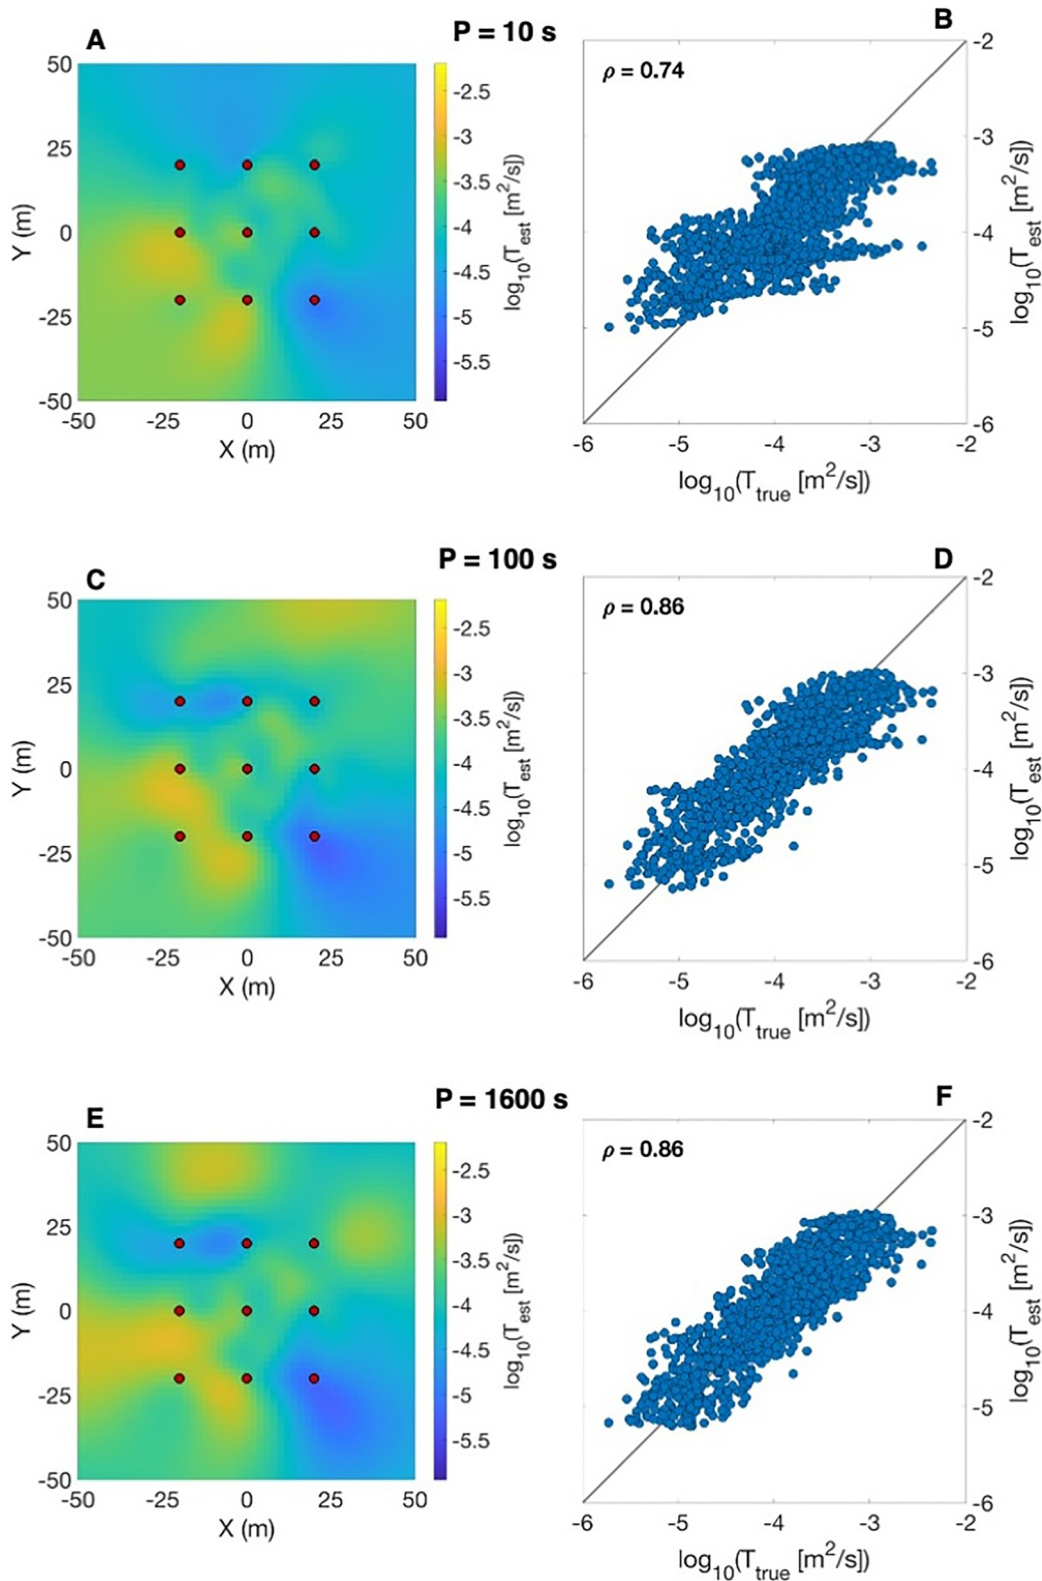 P = 10 s
A
50
25
0
-25
-50
-50 -25 0 25 50
X (m)
Y (m)
-2.5
-3
-3.5
-4
-4.5
-5
-5.5
log10(Test [m2/s])
B
ρ = 0.74
-2
-3
-4
-5
-6
-6 -5 -4 -3 -2
log10(Ttrue [m2/s])
log10(Test [m2/s])
P = 100 s
C
50
25
0
-25
-50
-50 -25 0 25 50
X (m)
Y (m)
-2.5
-3
-3.5
-4
-4.5
-5
-5.5
log10(Test [m2/s])
D
ρ = 0.86
-2
-3
-4
-5
-6
-6 -5 -4 -3 -2
log10(Ttrue [m2/s])
log10(Test [m2/s])
P = 1600 s
E
50
25
0
-25
-50
-50 -25 0 25 50
X (m)
Y (m)
-2.5
-3
-3.5
-4
-4.5
-5
-5.5
log10(Test [m2/s])
F
ρ = 0.86
-2
-3
-4
-5
-6
-6 -5 -4 -3 -2
log10(Ttrue [m2/s])
log10(Test [m2/s])